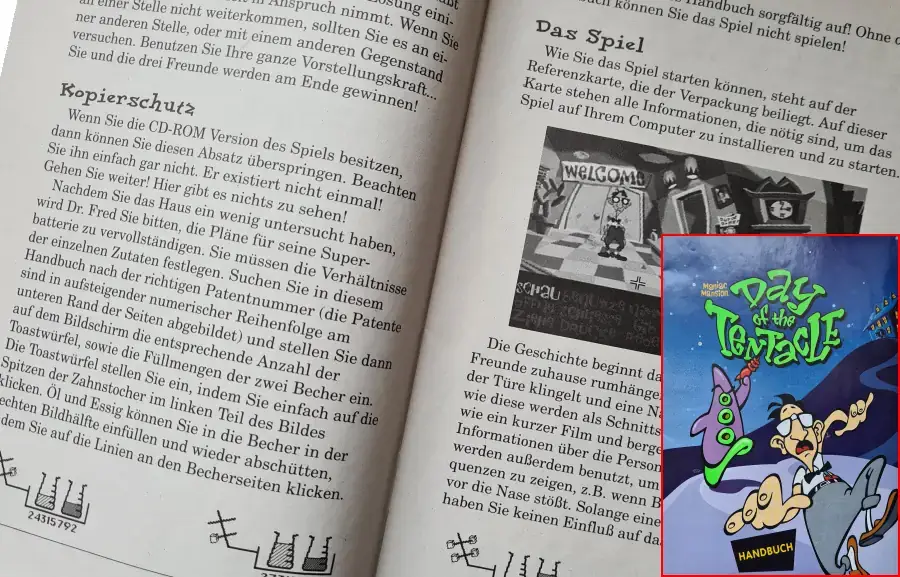 an einer Stelle nicht weiterkommen, sollten Sie es an ei-
ner anderen Stelle, oder mit einem anderen Gegenstand
versuchen. Benutzen Sie Ihre ganze Vorstellungskraft...
Sie und die drei Freunde werden am Ende gewinnen!
Kopierschutz
Wenn Sie die CD-ROM Version des Spiels besitzen,
dann können Sie diesen Absatz überspringen. Beachten
Sie ihn einfach gar nicht. Er existiert nicht einmal!
Gehen Sie weiter! Hier gibt es nichts zu sehen!
Nachdem Sie das Haus ein wenig untersucht haben,
wird Dr. Fred Sie bitten, die Pläne für seine Super-
batterie zu vervollständigen. Sie müssen die Verhältnisse
der einzelnen Zutaten festlegen. Suchen Sie in diesem
Handbuch nach der richtigen Patentnummer (die Patente
sind in aufsteigender numerischer Reihenfolge am
unteren Rand der Seiten abgebildet) und stellen Sie dann
auf dem Bildschirm die entsprechende Anzahl der
Toastwürfel, sowie die Füllmengen der zwei Becher ein.
Die Toastwürfel stellen Sie ein, indem Sie einfach auf die
Spitzen der Zahnstocher im linken Teil des Bildes
klicken. Öl und Essig können Sie in die Becher in der
echten Bildhälfte einfüllen und wieder abschütten,
dem Sie auf die Linien an den Becherseiten klicken.
24315792
Handbuch sorgfältig auf! Ohne
können Sie das Spiel nicht spielen!
Das Spiel
Wie Sie das Spiel starten können, steht auf der
Referenzkarte, die der Verpackung beiliegt. Auf dieser
Karte stehen alle Informationen, die nötig sind, um das
Spiel auf Ihrem Computer zu installieren und zu starten.
WELCOME
SCHAU
Die Geschichte beginnt da
Freunde zuhause rumhänge
der Türe klingelt und eine Na
wie diese werden als Schnitts
wie ein kurzer Film und berge
Informationen über die Person
werden außerdem benutzt, um
quenzen zu zeigen, z.B. wenn B
vor die Nase stößt. Solange eine
haben Sie keinen Einfluß auf da
Maniac
Mansion
Day
of the
Tentacle
HANDBUCH